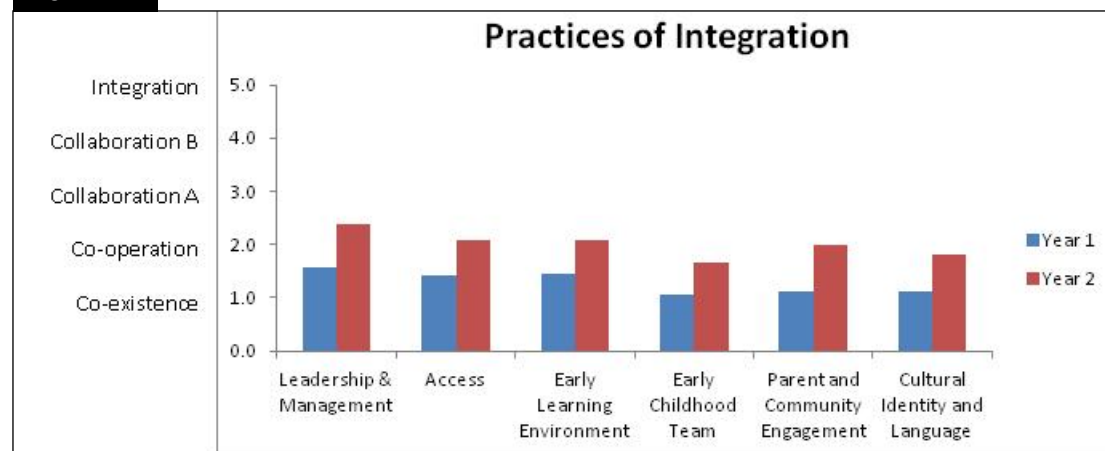 Practices of Integration
Integration
Collaboration B
Collaboration A
Co-operation
Co-existence
5.0
4.0
3.0
2.0
1.0
0.0
Year 1
Year 2
Leadership &
Management
Access
Early
Learning
Environment
Early
Childhood
Team
Parent and
Community
Engagement
Cultural
Identity and
Language